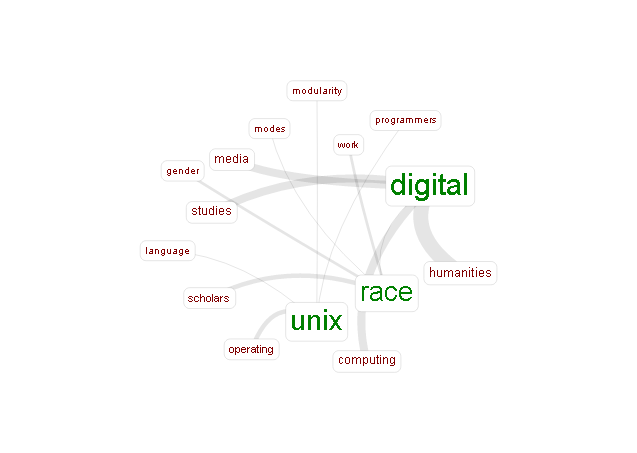 modularity
programmers
modes
work
media
gender
digital
studies
language
humanities
scholars
race
unix
operating
computing